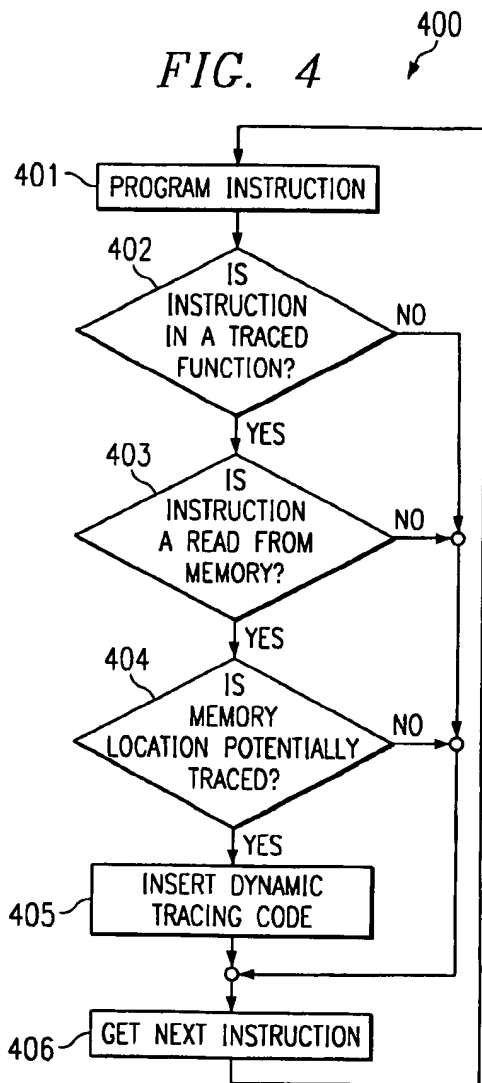 400
FIG. 4
401
PROGRAM INSTRUCTION
402
IS
INSTRUCTION
IN A TRACED
FUNCTION?
NO
YES
403
IS
INSTRUCTION
A READ FROM
MEMORY?
NO
YES
404
IS
MEMORY
LOCATION POTENTIALLY
TRACED?
NO
YES
405
INSERT DYNAMIC
TRACING CODE
406
GET NEXT INSTRUCTION